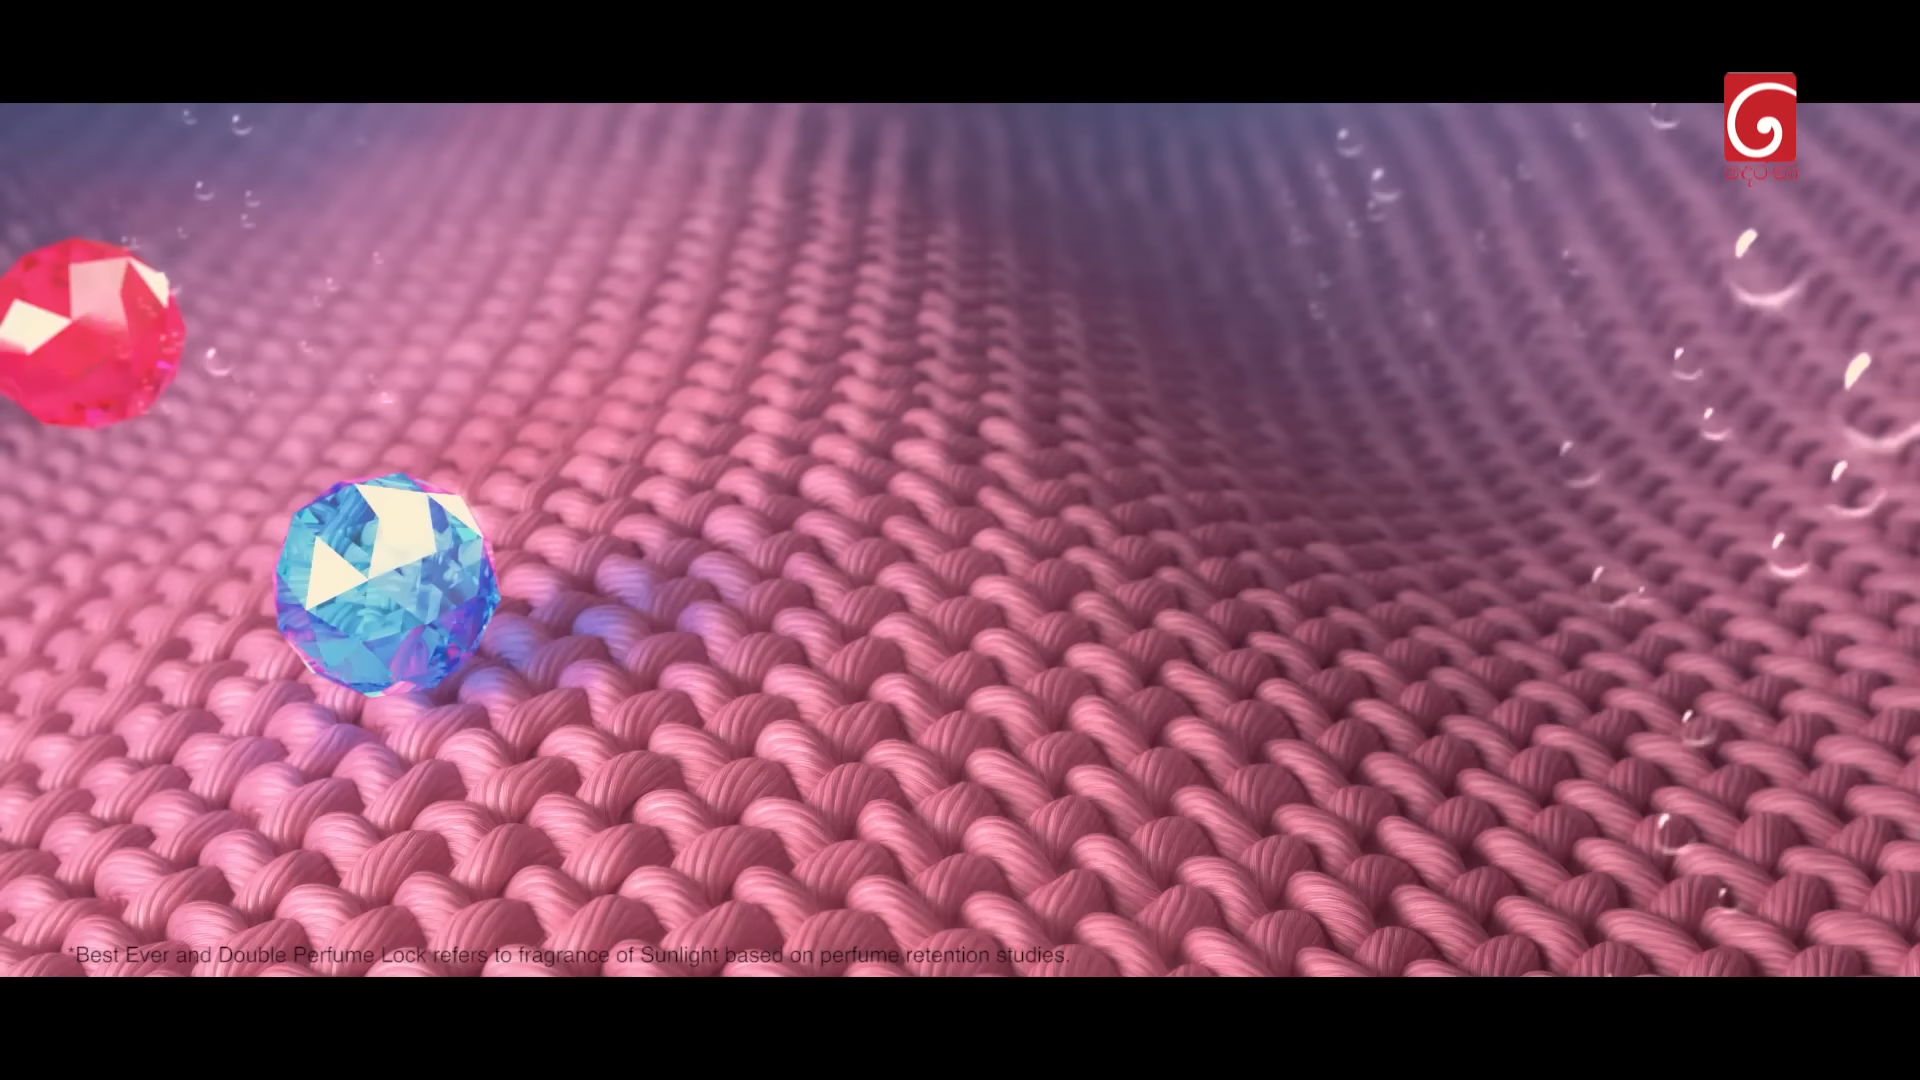 *Best Ever and Double Perfume Lock refers to fragrance of Sunlight based on perfume retention studies.